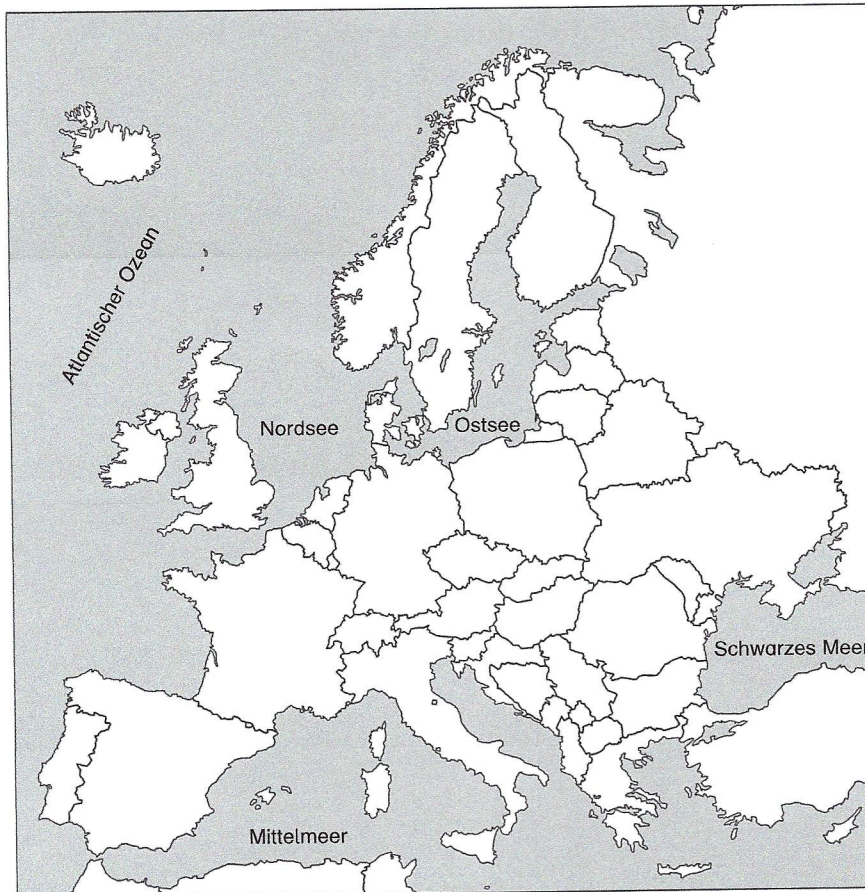 Atlantischer Ozean
Nordsee
Ostsee
Schwarzes Meer
Mittelmeer